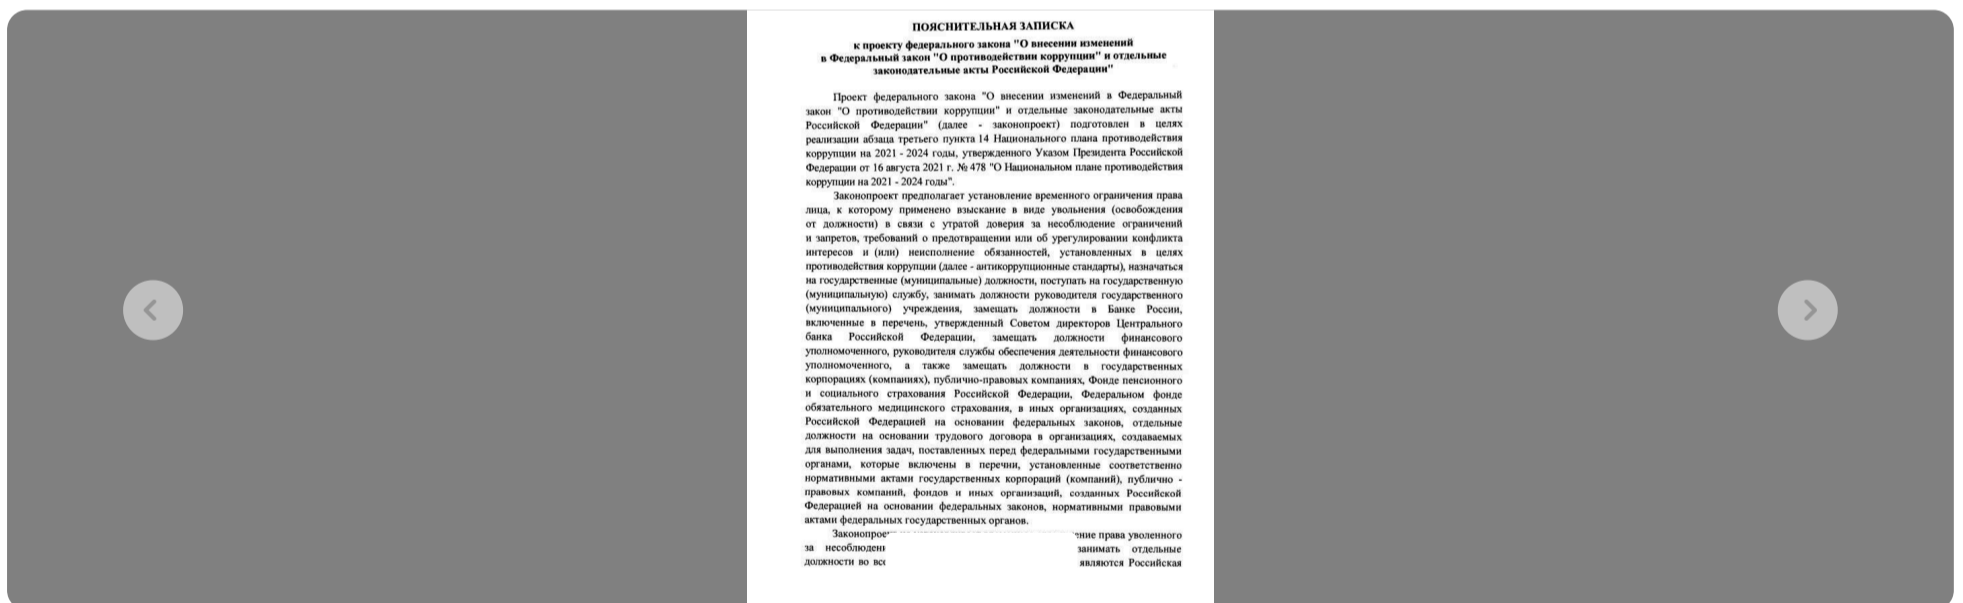 ПОЯСНИТЕЛЬНАЯ ЗАПИСКА
к проекту федерального закона "О внесении изменений
в Федеральный закон "О противодействии коррупции" и отдельные
законодательные акты Российской Федерации"
Проект федерального закона "О внесении изменений в Федеральный
закон "О противодействии коррупции" и отдельные законодательные акты
Российской Федерации" (далее - законопроект) подготовлен в целях
реализации абзаца третьего пункта 14 Национального плана противодействия
коррупции на 2021 - 2024 годы, утвержденного Указом Президента Российской
Федерации от 16 августа 2021 г. № 478 "О Национальном плане противодействия
коррупции на 2021 - 2024 годы".
Законопроект предполагает установление временного ограничения права
лица, к которому применено взыскание в виде увольнения (освобождения
от должности) в связи с утратой доверия за несоблюдение ограничений
и запретов, требований о предотвращении или об урегулировании конфликта
интересов и (или) неисполнение обязанностей, установленных в целях
противодействия коррупции (далее - антикоррупционные стандарты), назначаться
на государственные (муниципальные) должности, поступать на государственную
(муниципальную) службу, занимать должности руководителя государственного
(муниципального) учреждения, замещать должности в Банке России,
включенные в перечень, утвержденный Советом директоров Центрального
банка Российской Федерации, замещать должности финансового
уполномоченного, руководителя службы обеспечения деятельности финансового
уполномоченного, а также замещать должности в государственных
корпорациях (компаниях), публично-правовых компаниях, Фонде пенсионного
и социального страхования Российской Федерации, Федеральном фонде
обязательного медицинского страхования, в иных организациях, созданных
Российской Федерацией на основании федеральных законов, отдельные
должности на основании трудового договора в организациях, создаваемых
для выполнения задач, поставленных перед федеральными государственными
органами, которые включены в перечни, установленные соответственно
нормативными актами государственных корпораций (компаний), публично -
правовых компаний, фондов и иных организаций, созданных Российской
Федерацией на основании федеральных законов, нормативными правовыми
актами федеральных государственных органов.
права уволенного
за занимать отдельные
должности во являются Российская